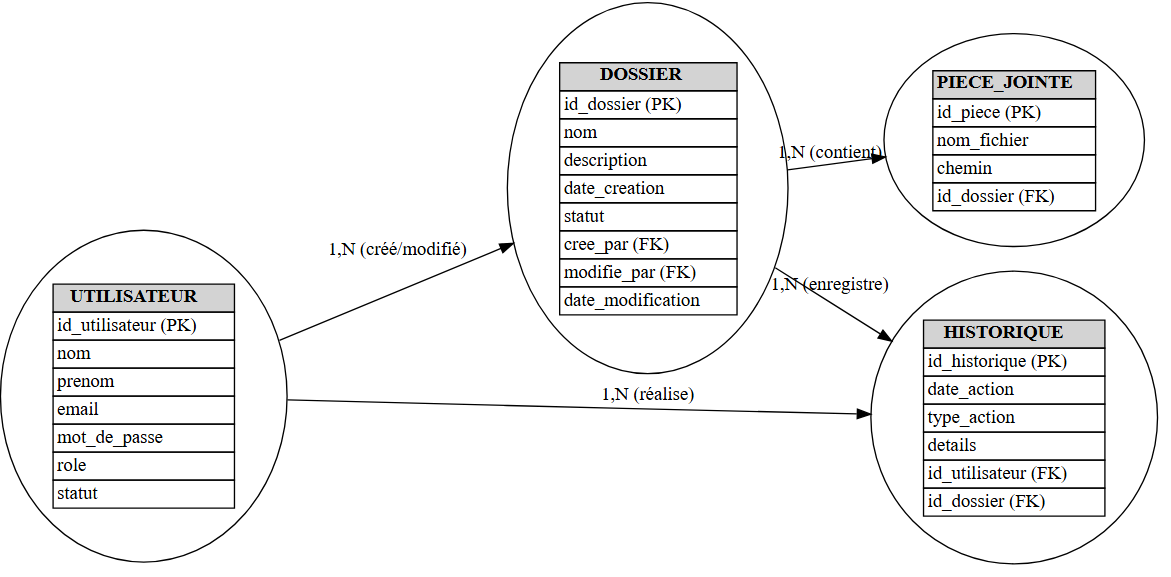 UTILISATEUR
id_utilisateur (PK)
nom
prenom
email
mot_de_passe
role
statut
1,N (créé/modifié)
1,N (réalise)
DOSSIER
id_dossier (PK)
nom
description
date_creation
statut
cree_par (FK)
modifie_par (FK)
date_modification
1,N (contient)
1,N (enregistre)
PIECE_JOINTE
id_piece (PK)
nom_fichier
chemin
id_dossier (FK)
HISTORIQUE
id_historique (PK)
date_action
type_action
details
id_utilisateur (FK)
id_dossier (FK)